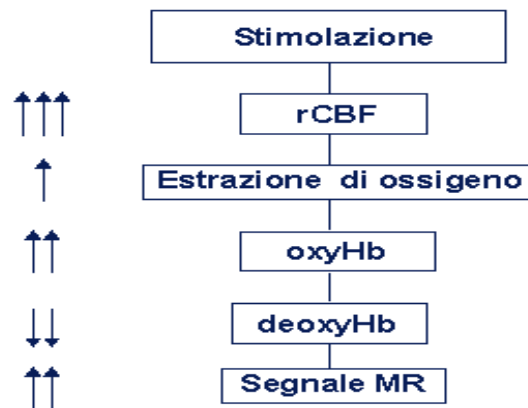 Stimolazione
rCBF
Estrazione di ossigeno
oxyHb
deoxyHb
Segnale MR